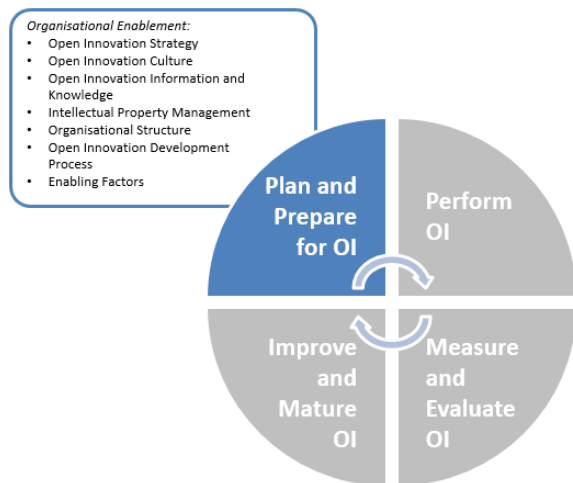 Organisational Enablement:
• Open Innovation Strategy
• Open Innovation Culture
• Open Innovation Information and
Knowledge
• Intellectual Property Management
• Organisational Structure
• Open Innovation Development
Process
• Enabling Factors
Plan and
Prepare
for OI
Perform
OI
Improve
and
Mature
OI
Measure
and
Evaluate
OI